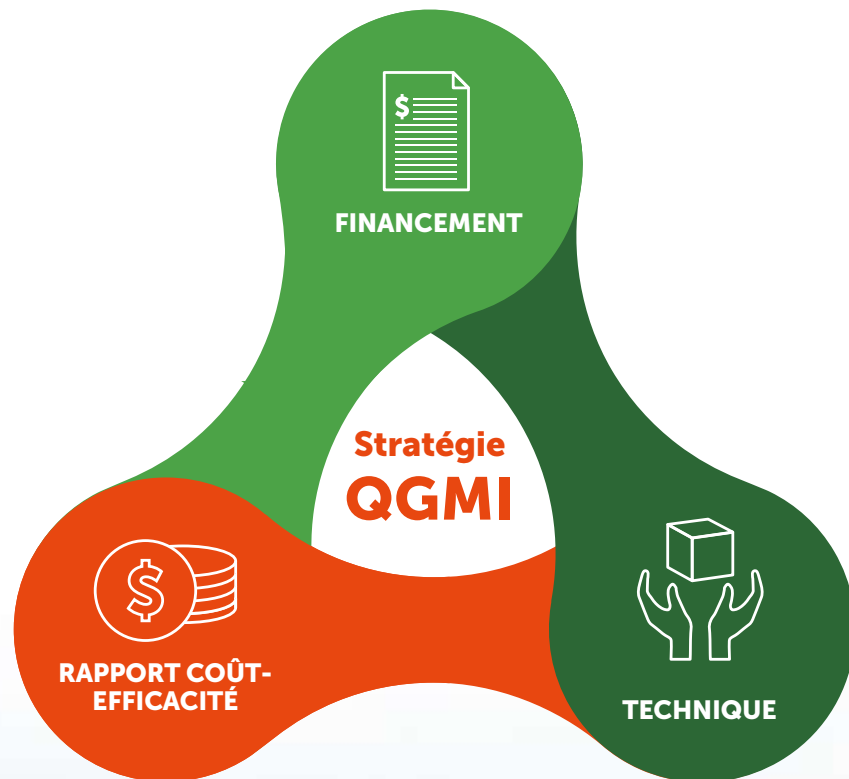 $
FINANCEMENT
Stratégie
QGMI
$
RAPPORT COÛT-
EFFICACITÉ
TECHNIQUE